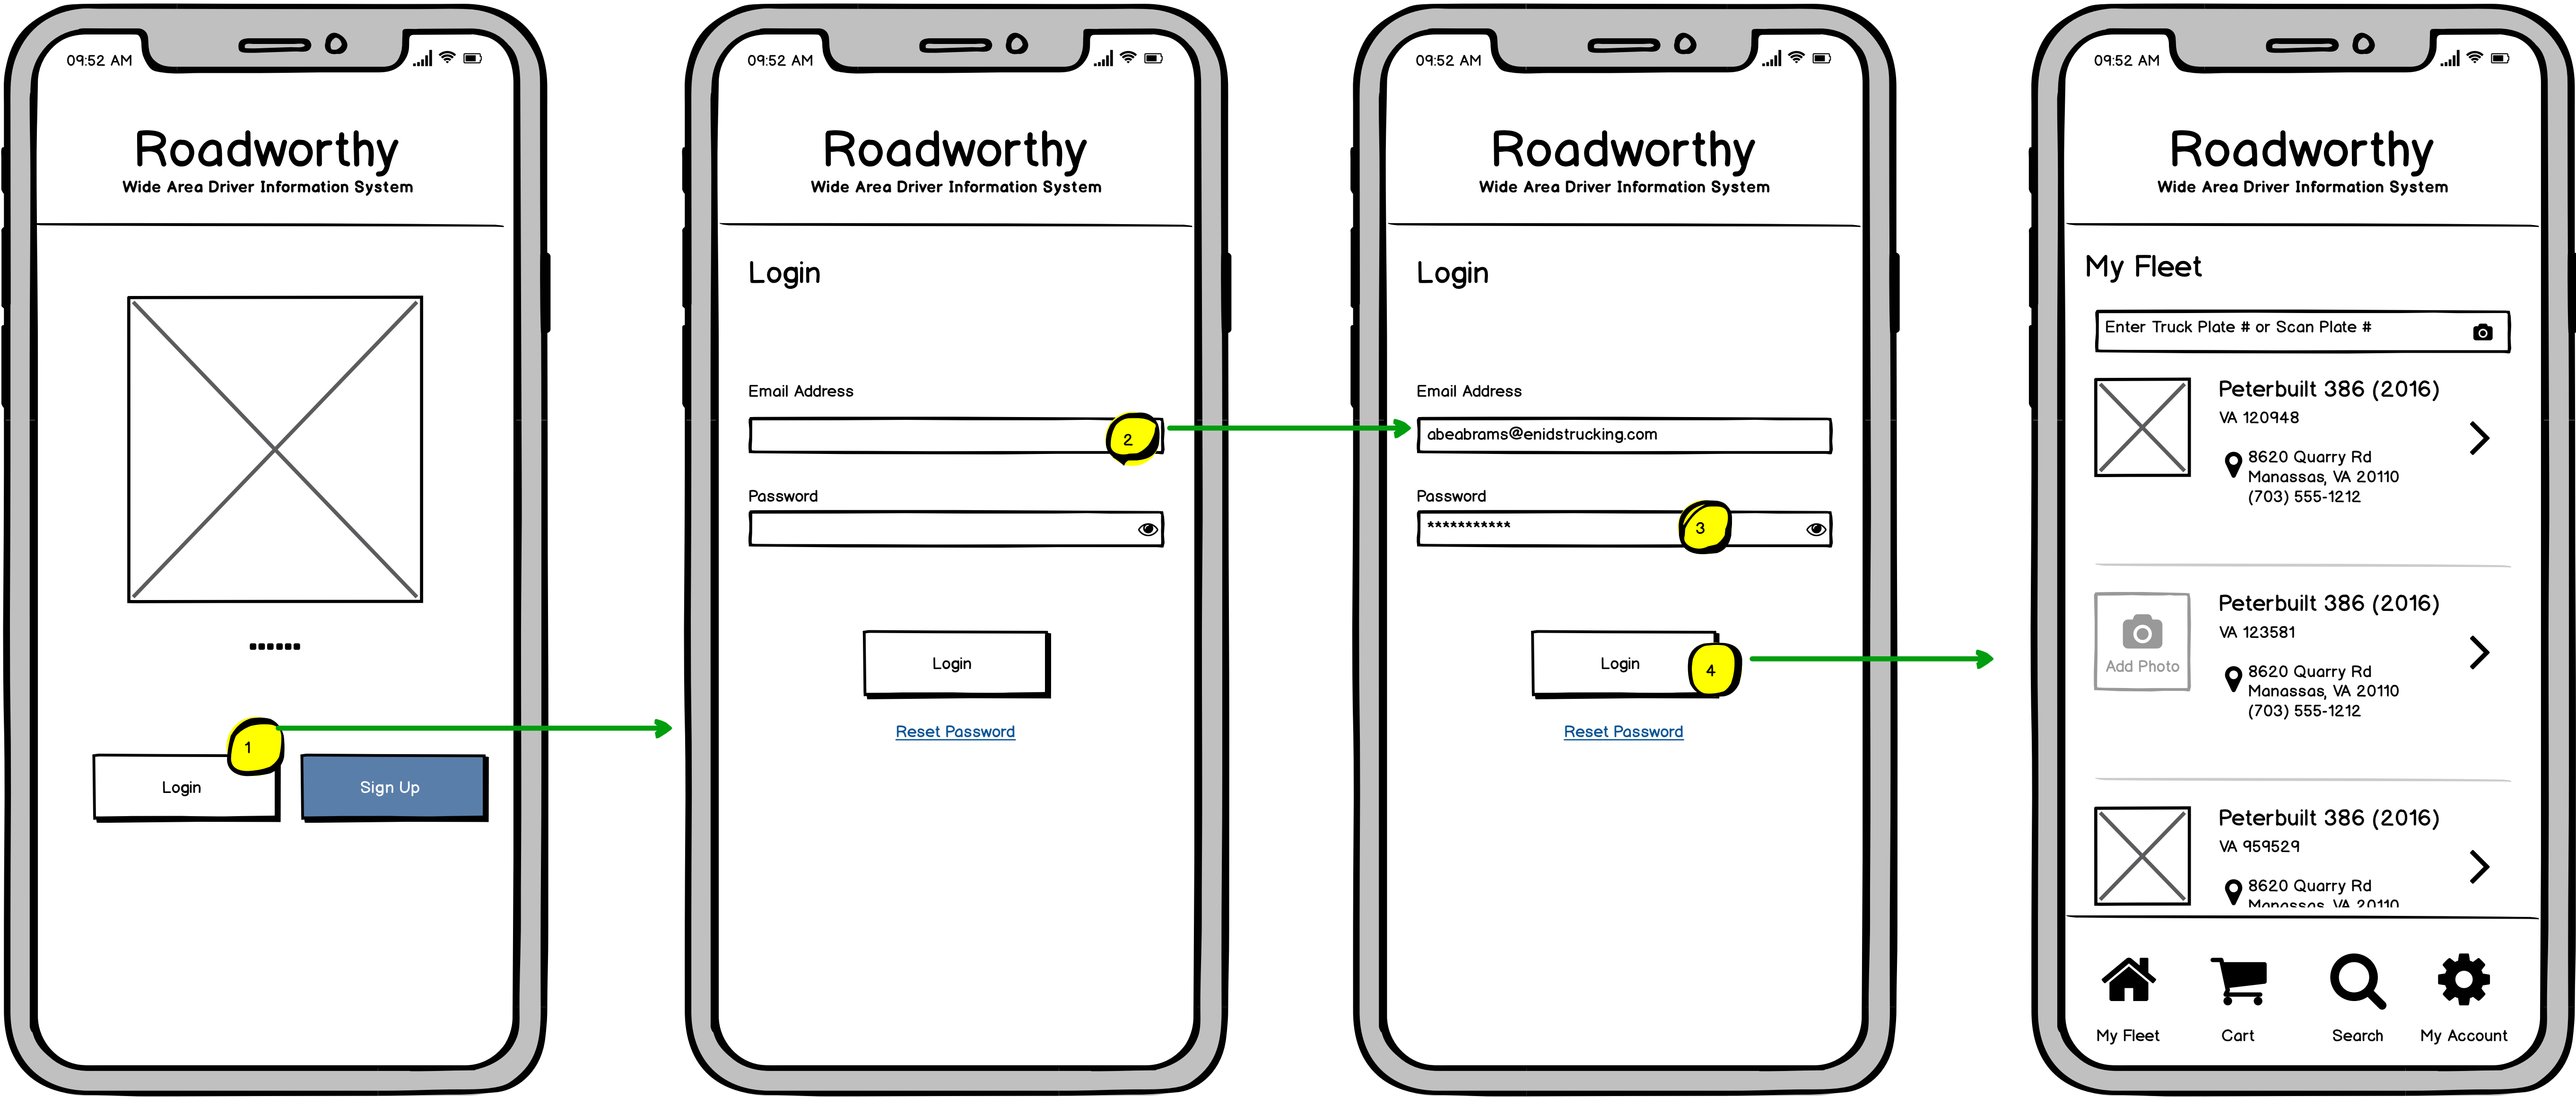 09:52 AM
Roadworthy
Wide Area Driver Information System
1
Login
Sign Up
09:52 AM
Roadworthy
Wide Area Driver Information System
Login
Email Address
2
Password
Login
Reset Password
09:52 AM
Roadworthy
Wide Area Driver Information System
Login
Email Address
abeabrams@enidstrucking.com
Password
***********
3
Login
4
Reset Password
09:52 AM
Roadworthy
Wide Area Driver Information System
My Fleet
Enter Truck Plate # or Scan Plate #
Peterbuilt 386 (2016)
VA 120948
8620 Quarry Rd
Manassas, VA 20110
(703) 555-1212
Peterbuilt 386 (2016)
VA 123581
Add Photo
8620 Quarry Rd
Manassas, VA 20110
(703) 555-1212
Peterbuilt 386 (2016)
VA 959529
8620 Quarry Rd
Manassas, VA 20110
My Fleet
Cart
Search
My Account